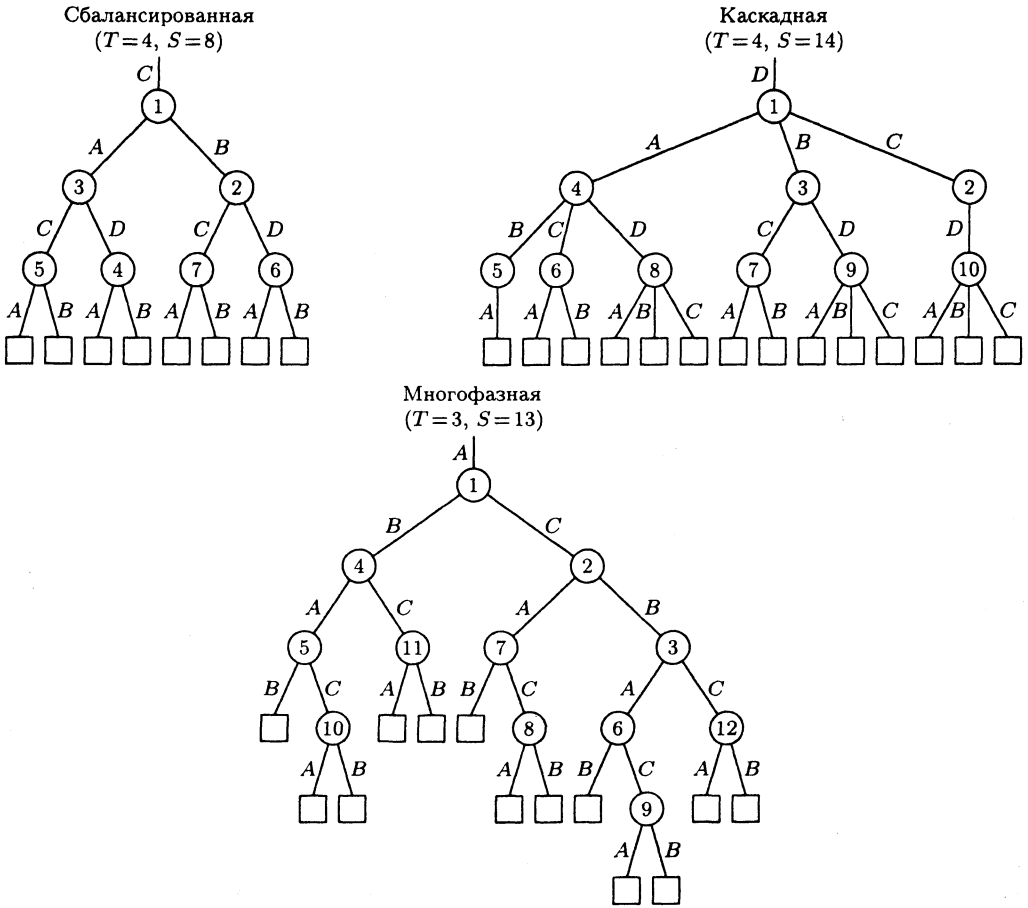 Сбалансированная
(T=4, S=8)
C
1
A B
3 2
C D C D
5 4 7 6
A B A B A B A B
Каскадная
(T=4, S=14)
D
1
A B C
4 3 2
B C D C D D
5 6 8 7 9 10
A A B A B C A B A B C A B C
Многофазная
(T=3, S=13)
A
1
B C
4 2
A C A B
5 11 7 3
B C A B B C A C
10 8 6 12
A B A B B C A B
9
A B